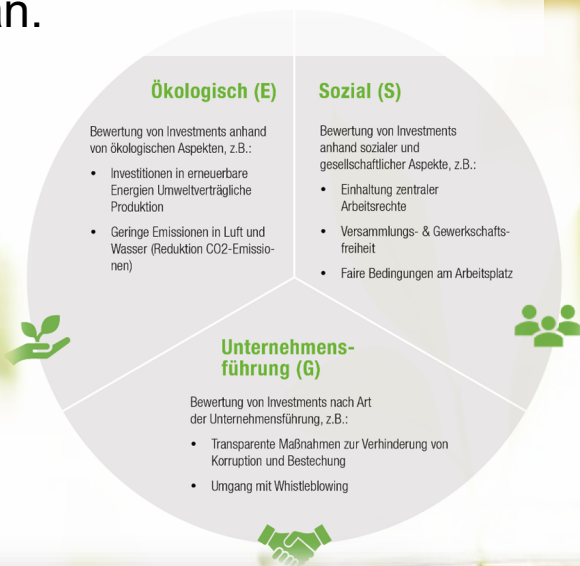 an.
Ökologisch (E)
Bewertung von Investments anhand
von ökologischen Aspekten, z.B.:
• Investitionen in erneuerbare
Energien Umweltverträgliche
Produktion
• Geringe Emissionen in Luft und
Wasser (Reduktion CO2-Emissio-
nen)
Sozial (S)
Bewertung von Investments
anhand sozialer und
gesellschaftlicher Aspekte, z.B.:
• Einhaltung zentraler
Arbeitsrechte
• Versammlungs- & Gewerkschafts-
freiheit
• Faire Bedingungen am Arbeitsplatz
Unternehmens-
führung (G)
Bewertung von Investments nach Art
der Unternehmensführung, z.B.:
• Transparente Maßnahmen zur Verhinderung von
Korruption und Bestechung
• Umgang mit Whistleblowing